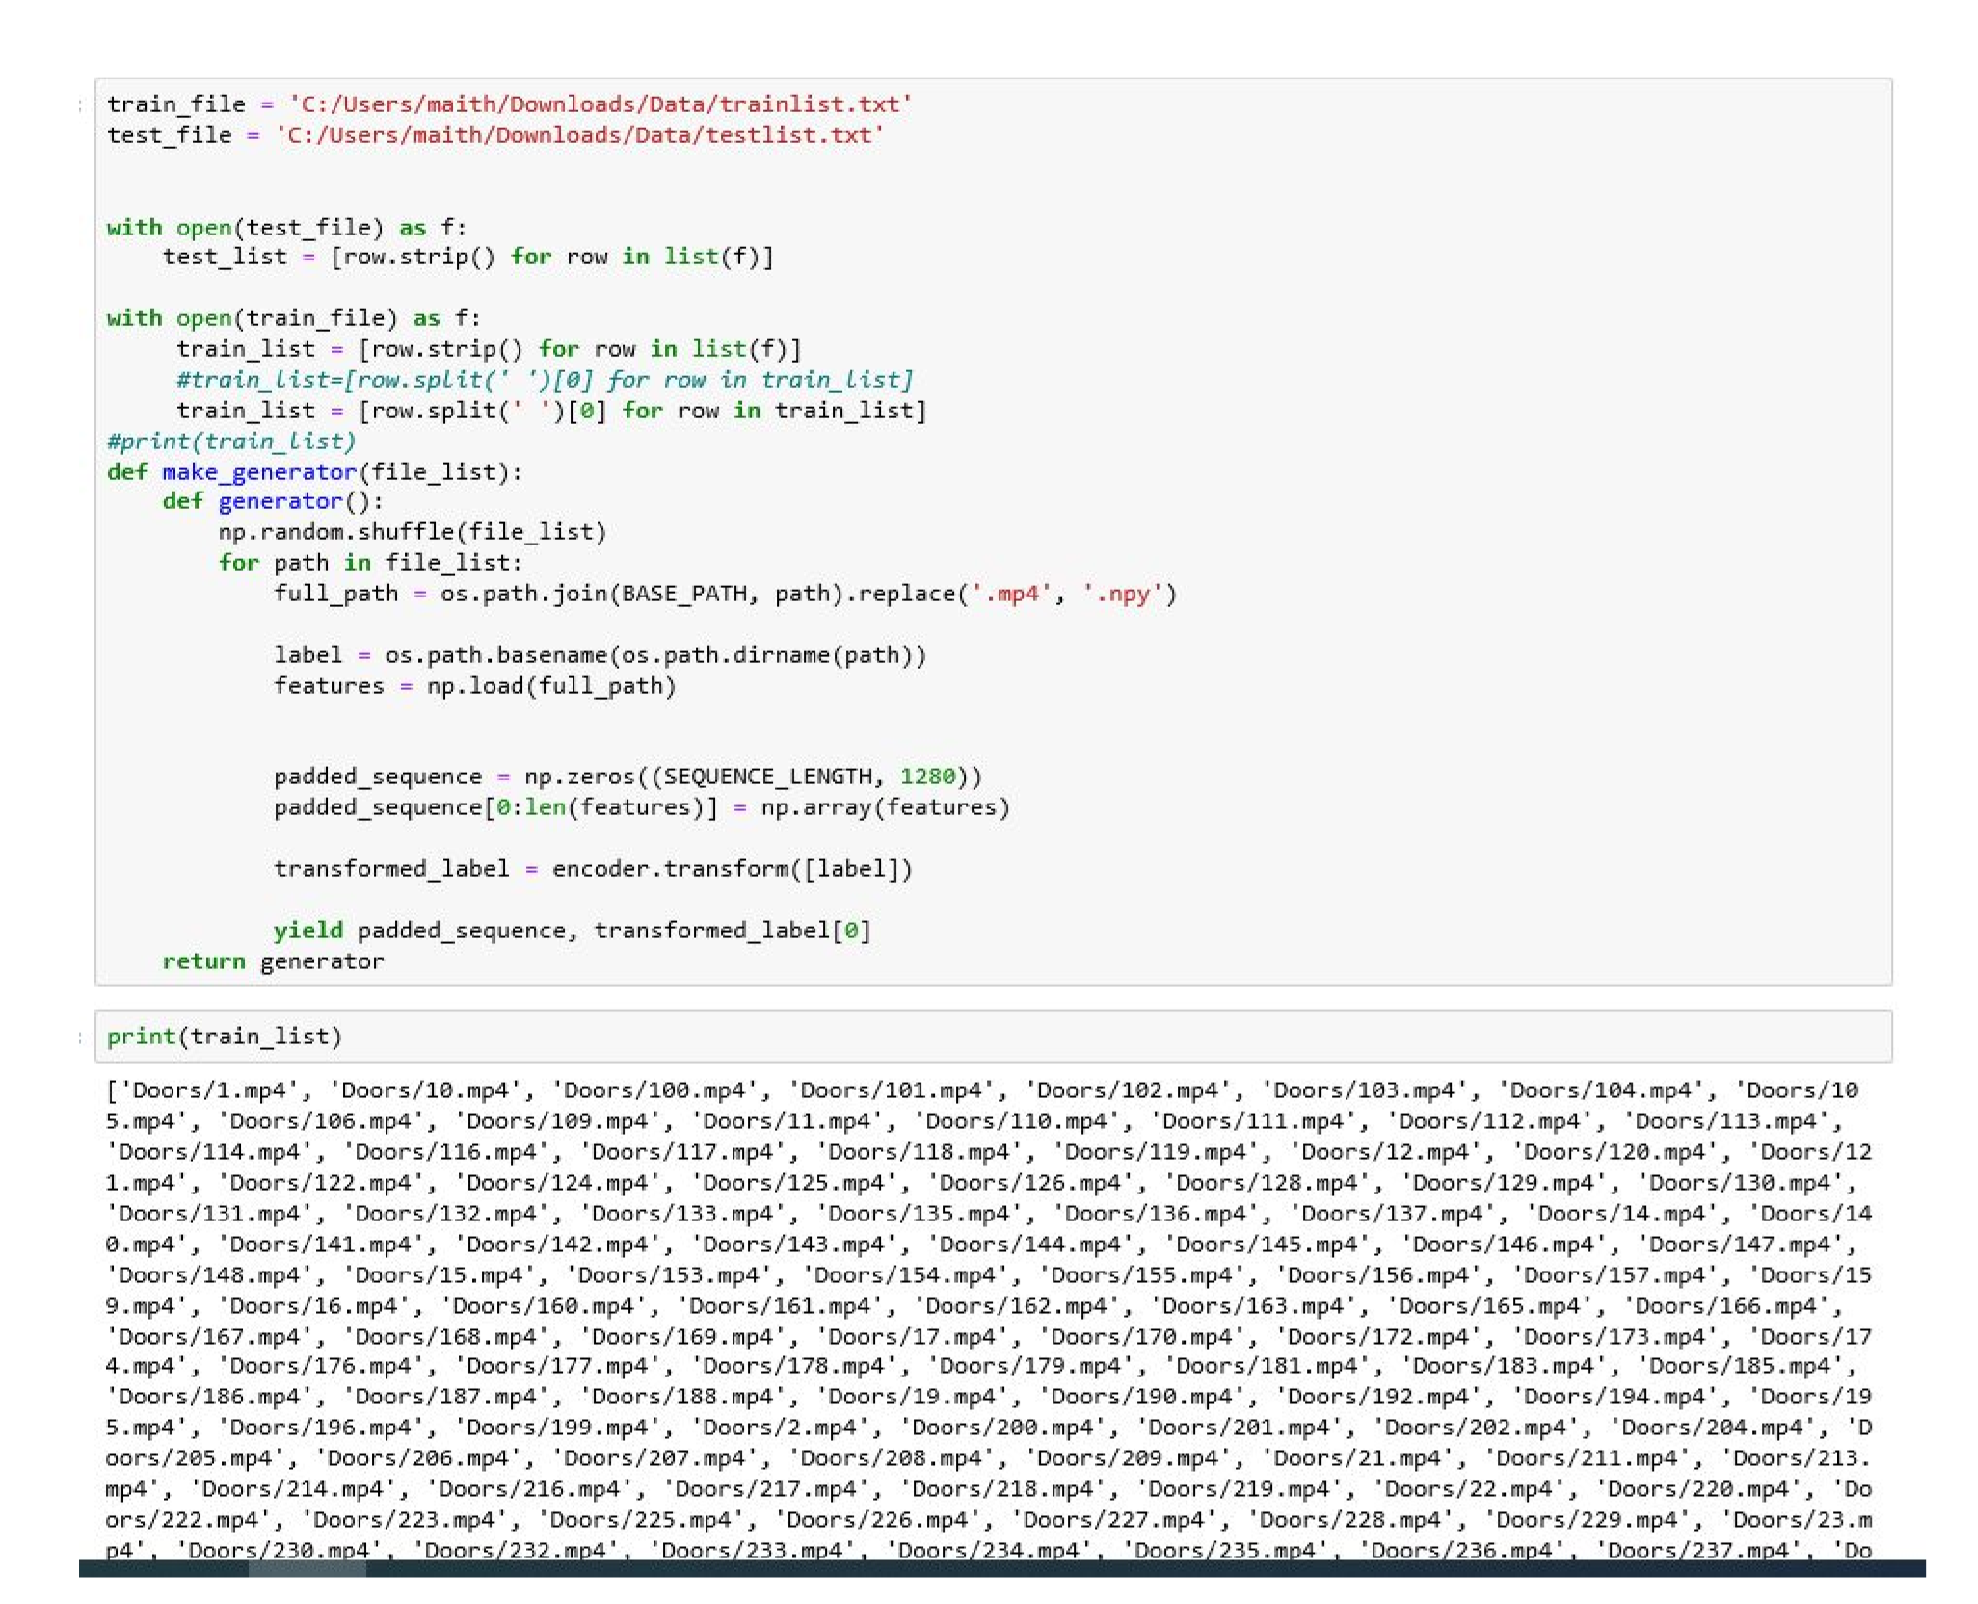 train_file = 'C:/Users/maith/Downloads/Data/trainlist.txt'
test_file = 'C:/Users/maith/Downloads/Data/testlist.txt'
with open(test_file) as f:
    test_list = [row.strip() for row in list(f)]
with open(train_file) as f:
     train_list = [row.strip() for row in list(f)]
     #train_list=[row.split(' ')[0] for row in train_list]
     train_list = [row.split(' ')[0] for row in train_list]
#print(train_list)
def make_generator(file_list):
    def generator():
        np.random.shuffle(file_list)
        for path in file_list:
            full_path = os.path.join(BASE_PATH, path).replace('.mp4', '.npy')
            label = os.path.basename(os.path.dirname(path))
            features = np.load(full_path)
            padded_sequence = np.zeros((SEQUENCE_LENGTH, 1280))
            padded_sequence[0:len(features)] = np.array(features)
            transformed_label = encoder.transform([label])
            yield padded_sequence, transformed_label[0]
    return generator
print(train_list)
['Doors/1.mp4', 'Doors/10.mp4', 'Doors/100.mp4', 'Doors/101.mp4', 'Doors/102.mp4', 'Doors/103.mp4', 'Doors/104.mp4', 'Doors/10
5.mp4', 'Doors/106.mp4', 'Doors/109.mp4', 'Doors/11.mp4', 'Doors/110.mp4', 'Doors/111.mp4', 'Doors/112.mp4', 'Doors/113.mp4',
'Doors/114.mp4', 'Doors/116.mp4', 'Doors/117.mp4', 'Doors/118.mp4', 'Doors/119.mp4', 'Doors/12.mp4', 'Doors/120.mp4', 'Doors/12
1.mp4', 'Doors/122.mp4', 'Doors/124.mp4', 'Doors/125.mp4', 'Doors/126.mp4', 'Doors/128.mp4', 'Doors/129.mp4', 'Doors/130.mp4',
'Doors/131.mp4', 'Doors/132.mp4', 'Doors/133.mp4', 'Doors/135.mp4', 'Doors/136.mp4', 'Doors/137.mp4', 'Doors/14.mp4', 'Doors/14
0.mp4', 'Doors/141.mp4', 'Doors/142.mp4', 'Doors/143.mp4', 'Doors/144.mp4', 'Doors/145.mp4', 'Doors/146.mp4', 'Doors/147.mp4',
'Doors/148.mp4', 'Doors/15.mp4', 'Doors/153.mp4', 'Doors/154.mp4', 'Doors/155.mp4', 'Doors/156.mp4', 'Doors/157.mp4', 'Doors/15
9.mp4', 'Doors/16.mp4', 'Doors/160.mp4', 'Doors/161.mp4', 'Doors/162.mp4', 'Doors/163.mp4', 'Doors/165.mp4', 'Doors/166.mp4',
'Doors/167.mp4', 'Doors/168.mp4', 'Doors/169.mp4', 'Doors/17.mp4', 'Doors/170.mp4', 'Doors/172.mp4', 'Doors/173.mp4', 'Doors/17
4.mp4', 'Doors/176.mp4', 'Doors/177.mp4', 'Doors/178.mp4', 'Doors/179.mp4', 'Doors/181.mp4', 'Doors/183.mp4', 'Doors/185.mp4',
'Doors/186.mp4', 'Doors/187.mp4', 'Doors/188.mp4', 'Doors/19.mp4', 'Doors/190.mp4', 'Doors/192.mp4', 'Doors/194.mp4', 'Doors/19
5.mp4', 'Doors/196.mp4', 'Doors/199.mp4', 'Doors/2.mp4', 'Doors/200.mp4', 'Doors/201.mp4', 'Doors/202.mp4', 'Doors/204.mp4', 'D
oors/205.mp4', 'Doors/206.mp4', 'Doors/207.mp4', 'Doors/208.mp4', 'Doors/209.mp4', 'Doors/21.mp4', 'Doors/211.mp4', 'Doors/213.
mp4', 'Doors/214.mp4', 'Doors/216.mp4', 'Doors/217.mp4', 'Doors/218.mp4', 'Doors/219.mp4', 'Doors/22.mp4', 'Doors/220.mp4', 'Do
ors/222.mp4', 'Doors/223.mp4', 'Doors/225.mp4', 'Doors/226.mp4', 'Doors/227.mp4', 'Doors/228.mp4', 'Doors/229.mp4', 'Doors/23.m
p4', 'Doors/230.mp4', 'Doors/232.mp4', 'Doors/233.mp4', 'Doors/234.mp4', 'Doors/235.mp4', 'Doors/236.mp4', 'Doors/237.mp4', 'Do